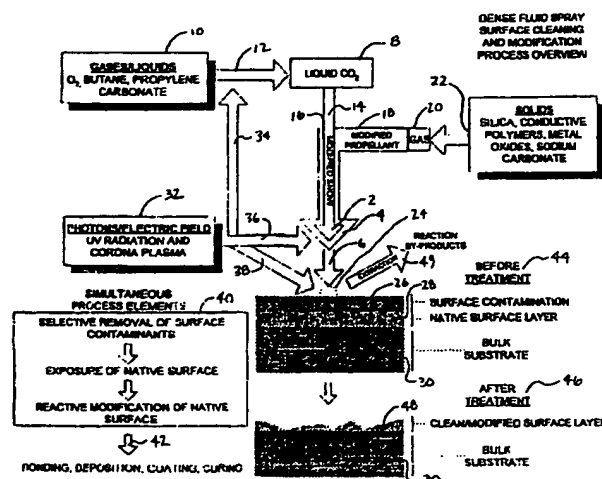 DENSE FLUID SPRAY
SURFACE CLEANING
AND MODIFICATION
PROCESS OVERVIEW
10
GASES/LIQUIDS
O₂, BUTANE, PROPYLENE
CARBONATE
12
8
LIQUID CO₂
14
16
18
20
MODIFIED
PROPELLANT
GAS
22
SOLIDS
SILICA, CONDUCTIVE
POLYMERS, METAL
OXIDES, SODIUM
CARBONATE
MODIFIED SNOW
34
32
PHOTONS/ELECTRIC FIELD
UV RADIATION AND
CORONA PLASMA
36
38
2
4
6
24
REACTION
BY-PRODUCTS
49
26
28
BEFORE
TREATMENT
44
SURFACE CONTAMINATION
NATIVE SURFACE LAYER
BULK
SUBSTRATE
30
SIMULTANEOUS
PROCESS ELEMENTS
40
SELECTIVE REMOVAL OF SURFACE
CONTAMINANTS
EXPOSURE OF NATIVE SURFACE
REACTIVE MODIFICATION OF NATIVE
SURFACE
42
BONDING, DEPOSITION, COATING, CURING
AFTER
TREATMENT
46
48
CLEAN/MODIFIED SURFACE LAYER
BULK
SUBSTRATE